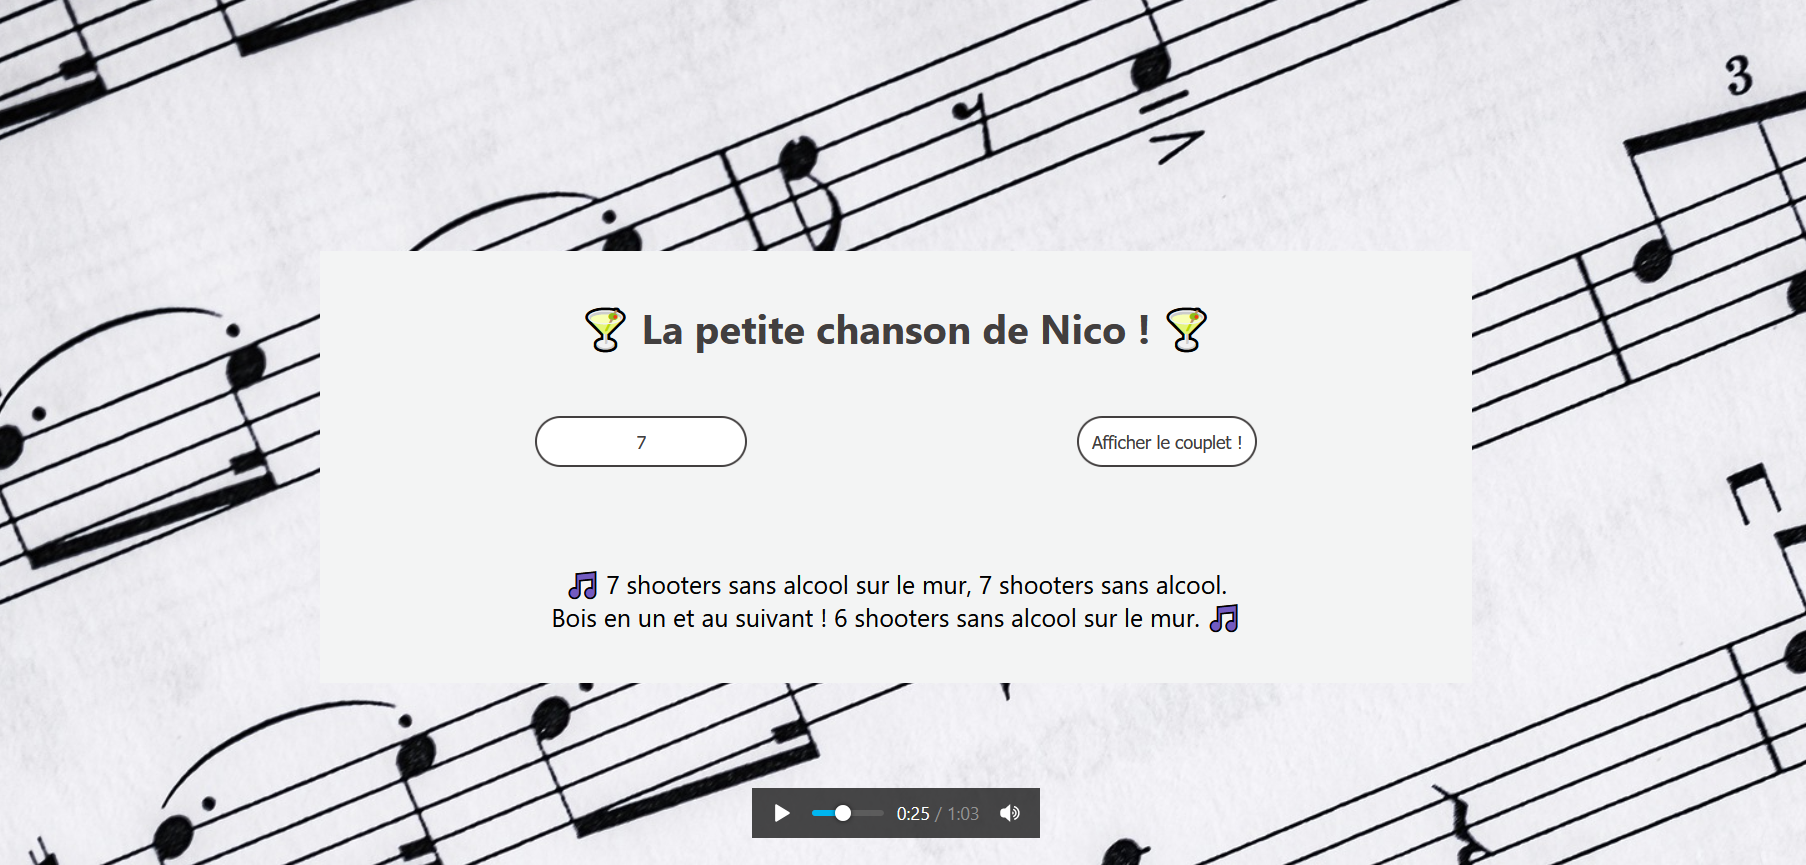 3
La petite chanson de Nico !
7
Afficher le couplet !
7 shooters sans alcool sur le mur, 7 shooters sans alcool.
Bois en un et au suivant ! 6 shooters sans alcool sur le mur.
0:25 / 1:03